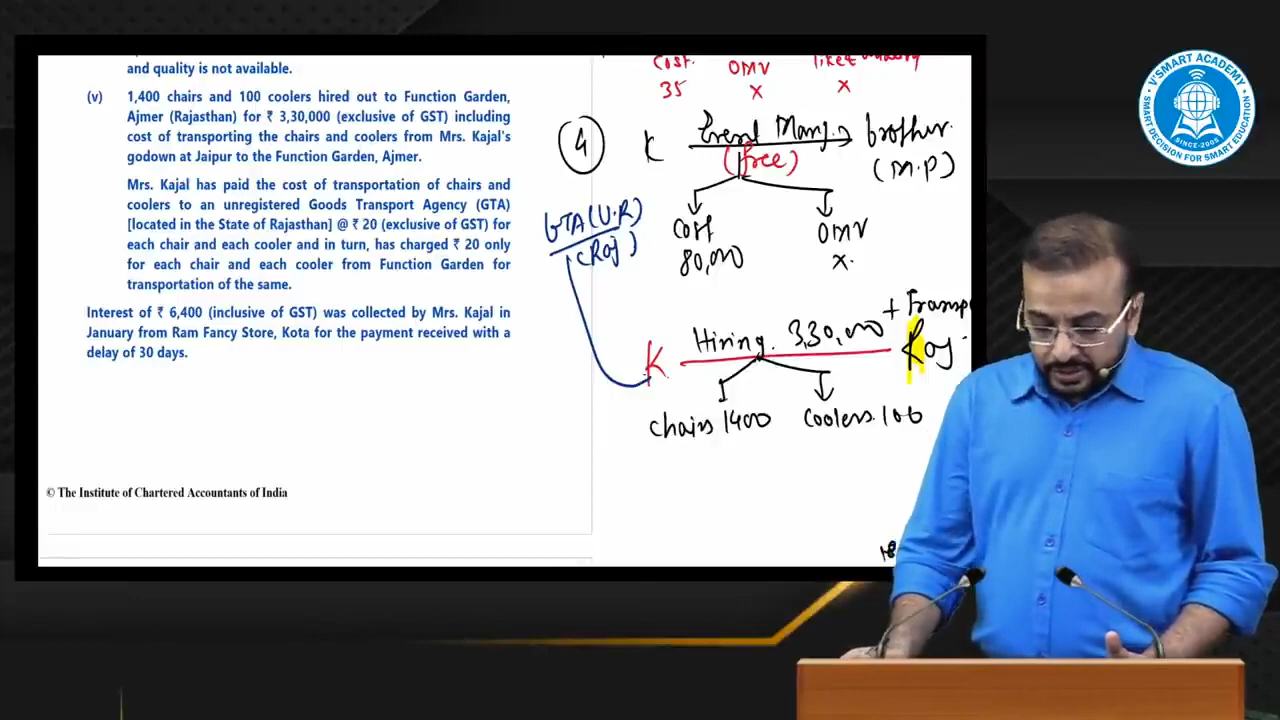 and quality is not available.
(v) 1,400 chairs and 100 coolers hired out to Function Garden,
Ajmer (Rajasthan) for ₹ 3,30,000 (exclusive of GST) including
cost of transporting the chairs and coolers from Mrs. Kajal's
godown at Jaipur to the Function Garden, Ajmer.
Mrs. Kajal has paid the cost of transportation of chairs and
coolers to an unregistered Goods Transport Agency (GTA)
[located in the State of Rajasthan] @ ₹ 20 (exclusive of GST) for
each chair and each cooler and in turn, has charged ₹ 20 only
for each chair and each cooler from Function Garden for
transportation of the same.
Interest of ₹ 6,400 (inclusive of GST) was collected by Mrs. Kajal in
January from Ram Fancy Store, Kota for the payment received with a
delay of 30 days.
© The Institute of Chartered Accountants of India
Cost. OMV like
35 x x
4 K Event Mang. brother.
(free) (M.P)
GTA (U.R)
(Raj)
Cost OMV
80,000 x.
K Hiring. 3,30,000 + Transp
Raj.
Chairs 1400 Coolers. 100
V'SMART ACADEMY
SINCE-2005
SMART DECISION FOR SMART EDUCATION